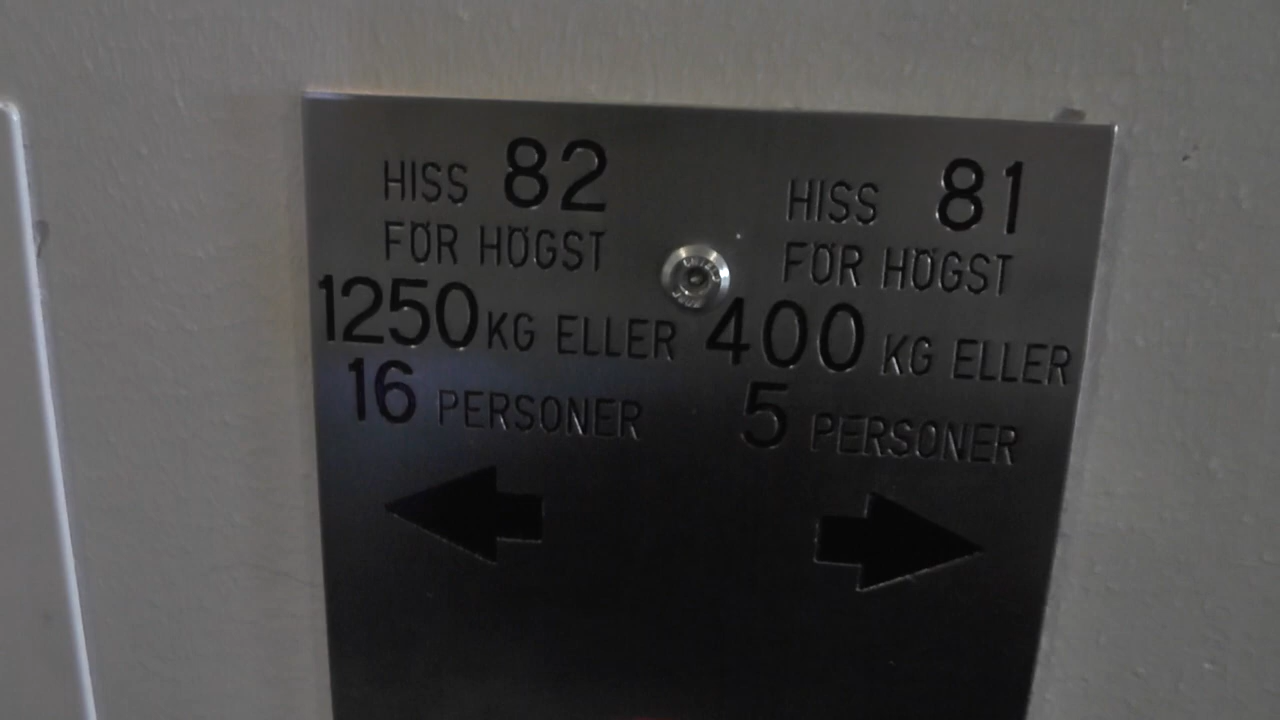 HISS 82
FÖR HÖGST
1250 KG ELLER
16 PERSONER
HISS 81
FÖR HÖGST
400 KG ELLER
5 PERSONER